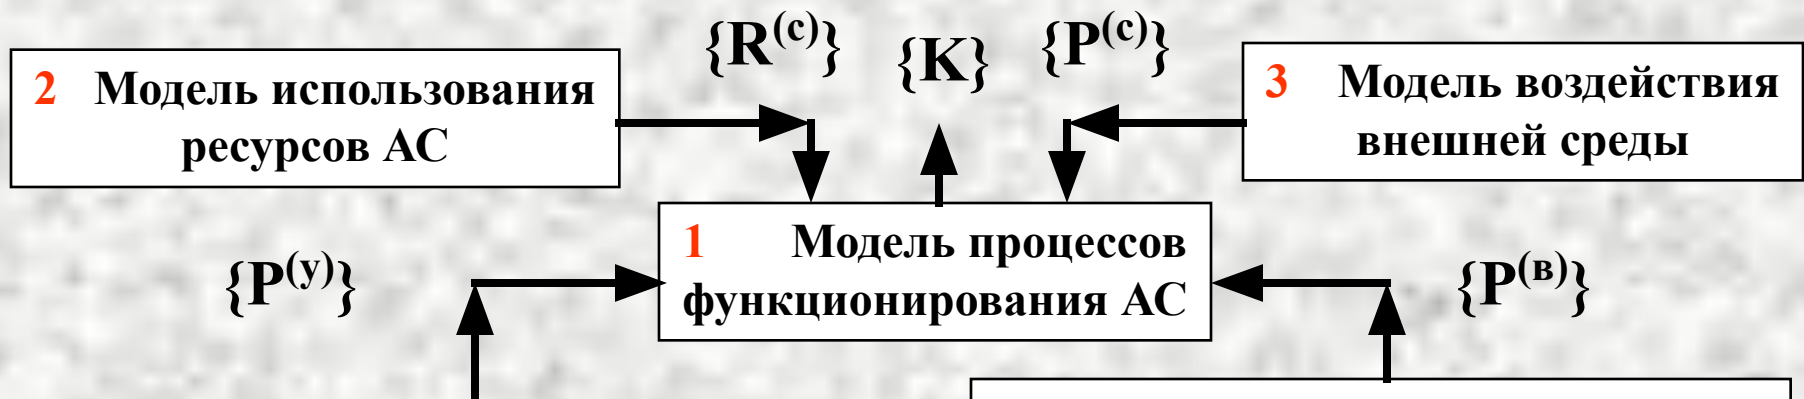 {R^(с)} {K} {P^(с)}
2 Модель использования
ресурсов АС
3 Модель воздействия
внешней среды
1 Модель процессов
функционирования АС
{P^(у)}
{P^(в)}